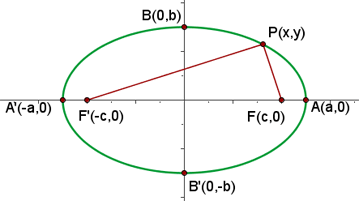 B(0,b)
P(x,y)
A'(-a,0)
F'(-c,0)
F(c,0)
A(a,0)
B'(0,-b)